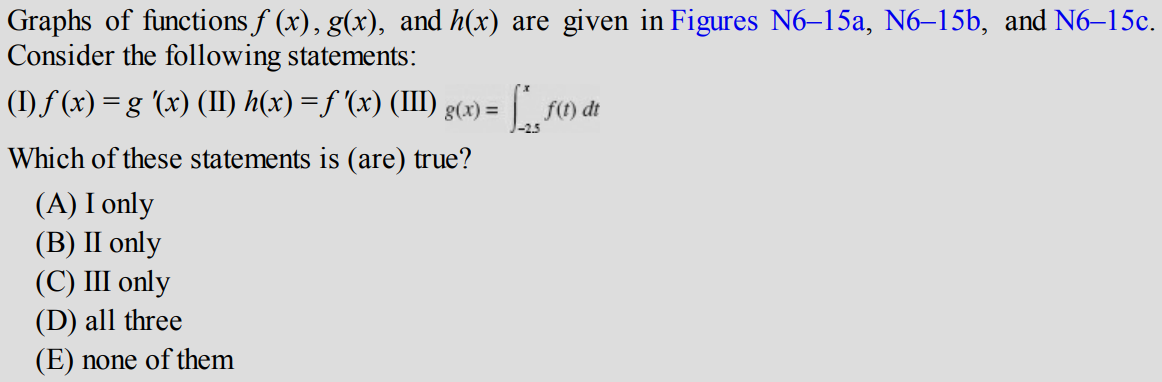 Graphs of functions f (x), g(x), and h(x) are given in Figures N6–15a, N6–15b, and N6–15c.
Consider the following statements:
(I) f (x) = g ′(x) (II) h(x) = f ′(x) (III) g(x) = ∫_{−2.5}^{x} f(t) dt
Which of these statements is (are) true?
(A) I only
(B) II only
(C) III only
(D) all three
(E) none of them